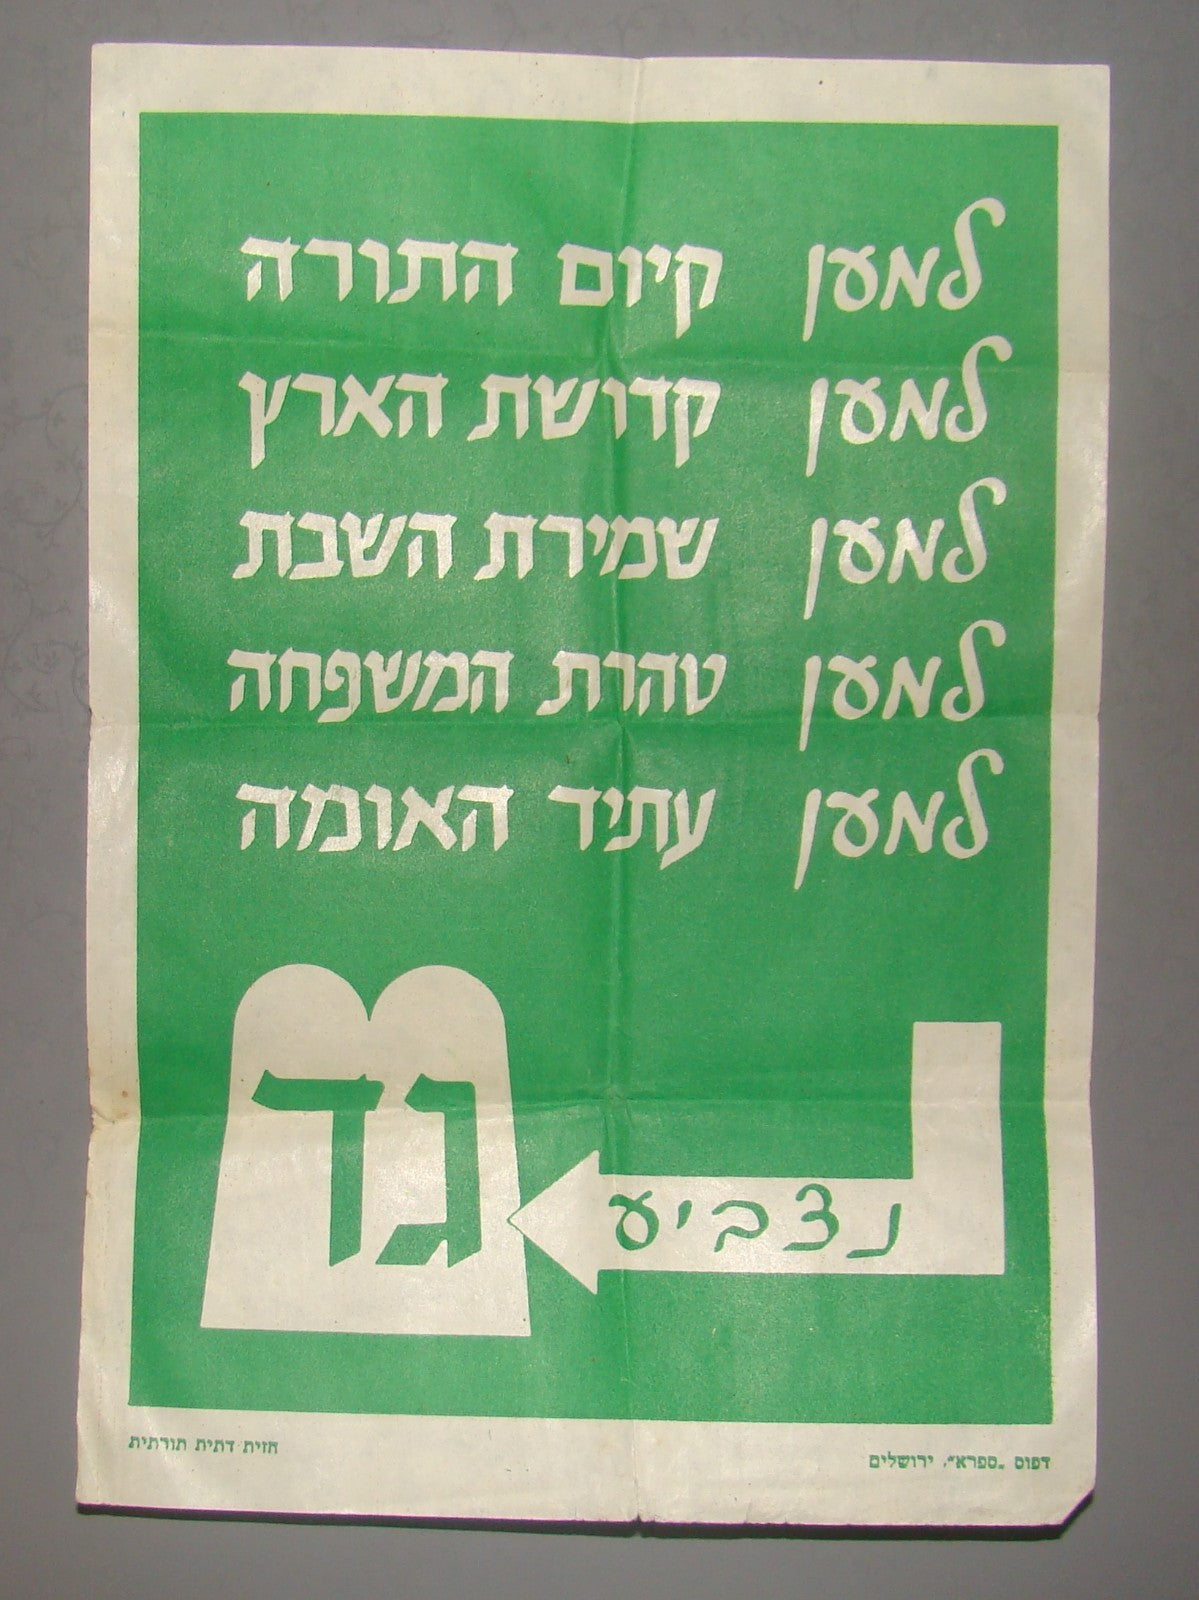 למען קיום התורה
למען קדושת הארץ
למען שמירת השבת
למען טהרת המשפחה
למען עתיד האומה
נצביע
גד
דפוס „ספרא״, ירושלים
חזית דתית תורתית